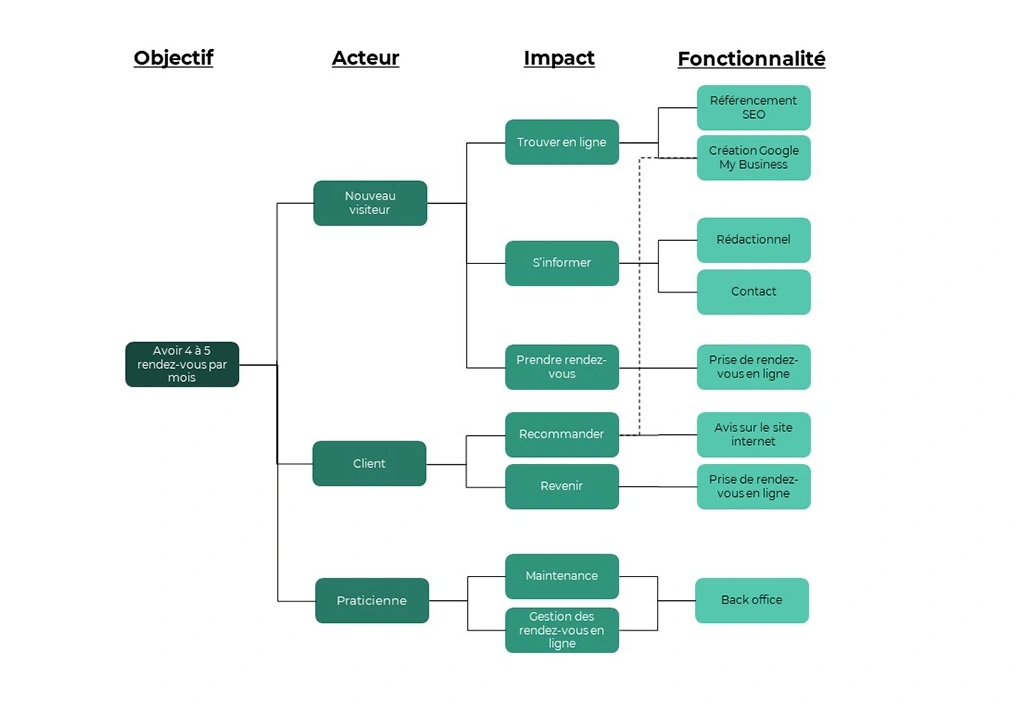 Objectif
Acteur
Impact
Fonctionnalité
Référencement
SEO
Trouver en ligne
Création Google
My Business
Nouveau
visiteur
Rédactionnel
S'informer
Contact
Avoir 4 à 5
rendez-vous par
mois
Prendre rendez-
vous
Prise de rendez-
vous en ligne
Recommander
Avis sur le site
internet
Client
Revenir
Prise de rendez-
vous en ligne
Maintenance
Praticienne
Back office
Gestion des
rendez-vous en
ligne